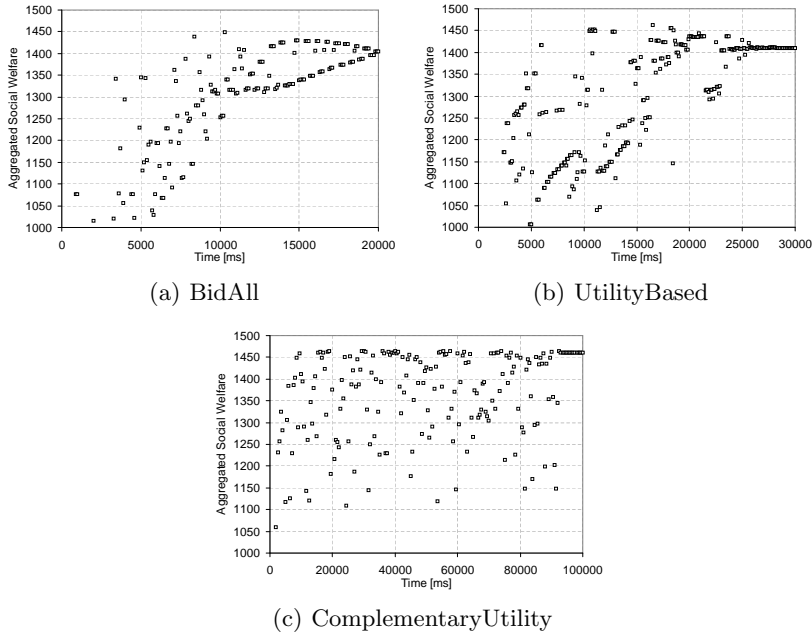 Aggregated Social Welfare
1500
1450
1400
1350
1300
1250
1200
1150
1100
1050
1000
0 5000 10000 15000 20000
Time [ms]
(a) BidAll
Aggregated Social Welfare
1500
1450
1400
1350
1300
1250
1200
1150
1100
1050
1000
0 5000 10000 15000 20000 25000 30000
Time [ms]
(b) UtilityBased
Aggregated Social Welfare
1500
1450
1400
1350
1300
1250
1200
1150
1100
1050
1000
0 20000 40000 60000 80000 100000
Time [ms]
(c) ComplementaryUtility